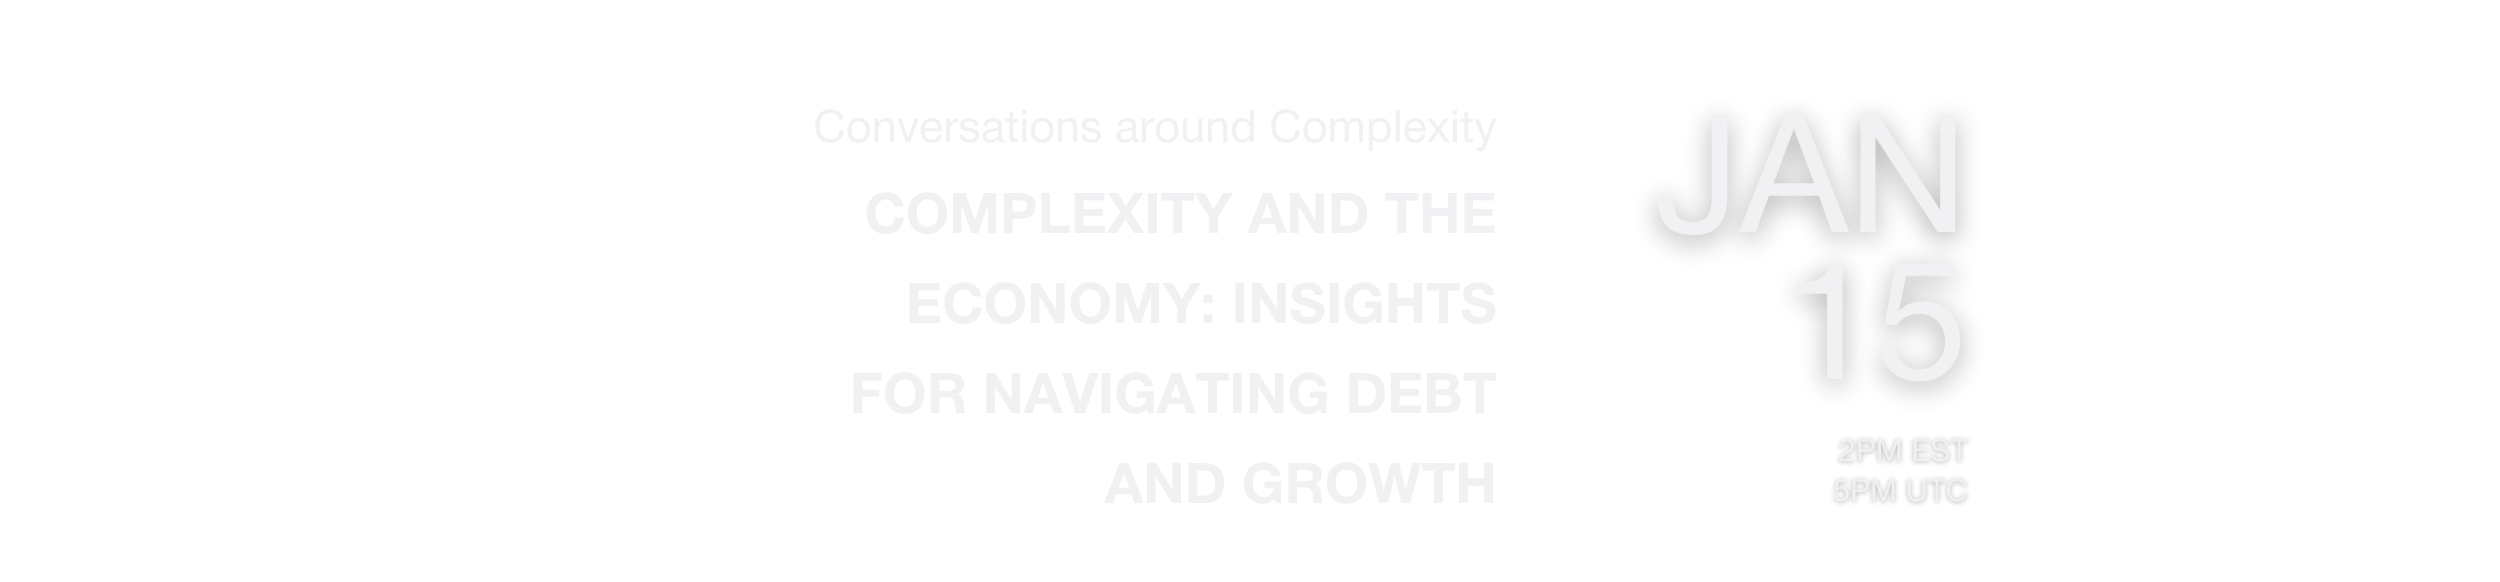 Conversations around Complexity
COMPLEXITY AND THE
ECONOMY: INSIGHTS
FOR NAVIGATING DEBT
AND GROWTH
JAN
15
2PM EST
5PM UTC